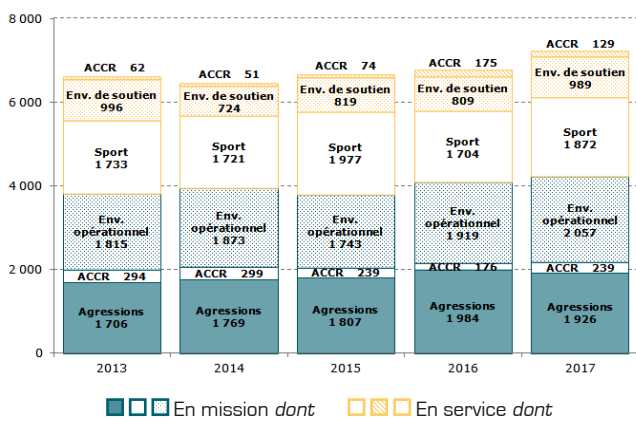 8 000
6 000
4 000
2 000
0
ACCR 62
Env. de soutien
996
Sport
1 733
Env.
opérationnel
1 815
ACCR 294
Agressions
1 706
ACCR 51
Env. de soutien
724
Sport
1 721
Env.
opérationnel
1 873
ACCR 299
Agressions
1 769
ACCR 74
Env. de soutien
819
Sport
1 977
Env.
opérationnel
1 743
ACCR 239
Agressions
1 807
ACCR 175
Env. de soutien
809
Sport
1 704
Env.
opérationnel
1 919
ACCR 176
Agressions
1 984
ACCR 129
Env. de soutien
989
Sport
1 872
Env.
opérationnel
2 057
ACCR 239
Agressions
1 926
2013 2014 2015 2016 2017
En mission dont En service dont